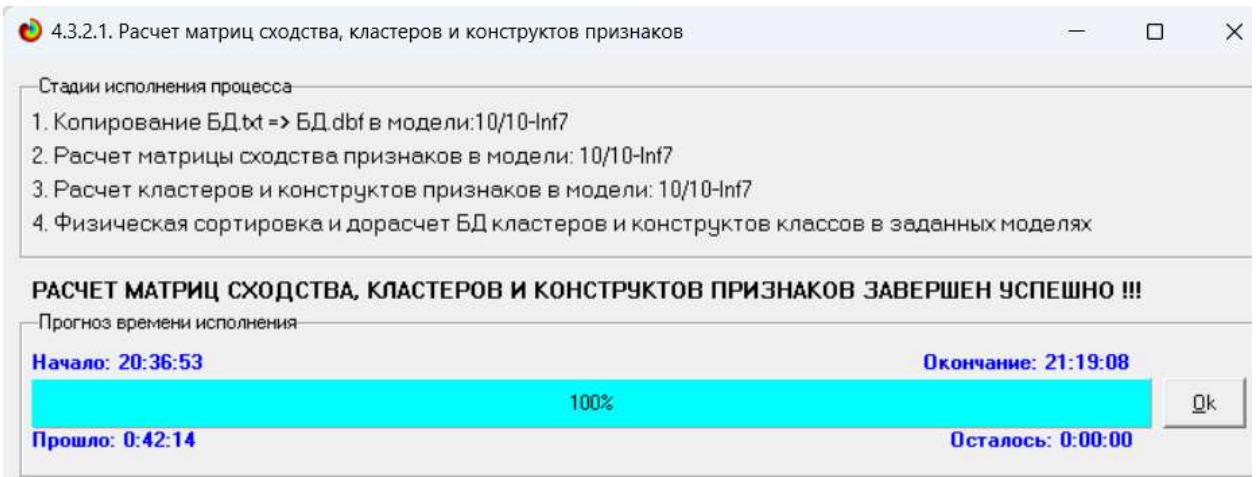 4.3.2.1. Расчет матриц сходства, кластеров и конструктов признаков
Стадии исполнения процесса
1. Копирование БД.txt => БД.dbf в модели:10/10-Inf7
2. Расчет матрицы сходства признаков в модели: 10/10-Inf7
3. Расчет кластеров и конструктов признаков в модели: 10/10-Inf7
4. Физическая сортировка и дорасчет БД кластеров и конструктов классов в заданных моделях
РАСЧЕТ МАТРИЦ СХОДСТВА, КЛАСТЕРОВ И КОНСТРУКТОВ ПРИЗНАКОВ ЗАВЕРШЕН УСПЕШНО !!!
Прогноз времени исполнения
Начало: 20:36:53 Окончание: 21:19:08
100% Ok
Прошло: 0:42:14 Осталось: 0:00:00